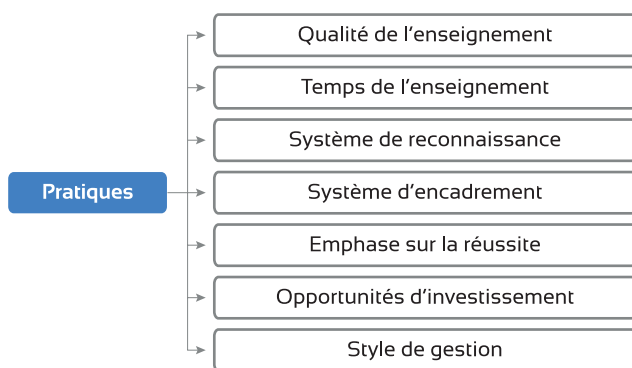 Qualité de l'enseignement
Temps de l'enseignement
Système de reconnaissance
Pratiques
Système d'encadrement
Emphase sur la réussite
Opportunités d'investissement
Style de gestion